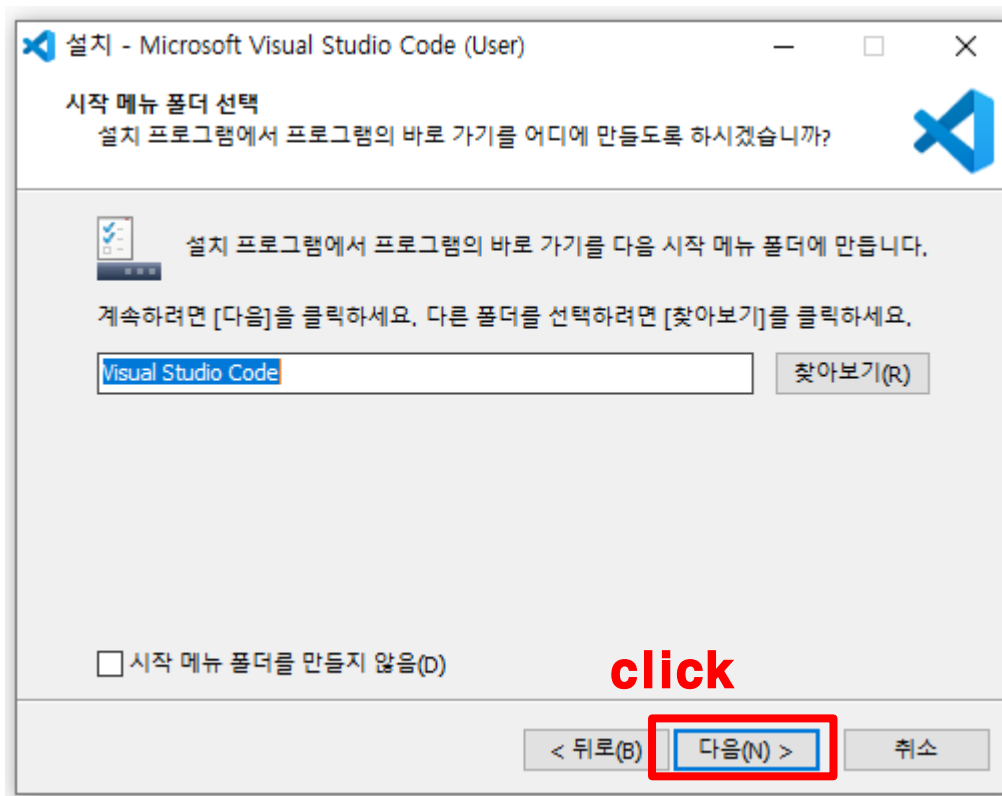 설치 - Microsoft Visual Studio Code (User)
시작 메뉴 폴더 선택
설치 프로그램에서 프로그램의 바로 가기를 어디에 만들도록 하시겠습니까?
설치 프로그램에서 프로그램의 바로 가기를 다음 시작 메뉴 폴더에 만듭니다.
계속하려면 [다음]을 클릭하세요. 다른 폴더를 선택하려면 [찾아보기]를 클릭하세요.
Visual Studio Code 찾아보기(R)
시작 메뉴 폴더를 만들지 않음(D)
click
< 뒤로(B) 다음(N) > 취소